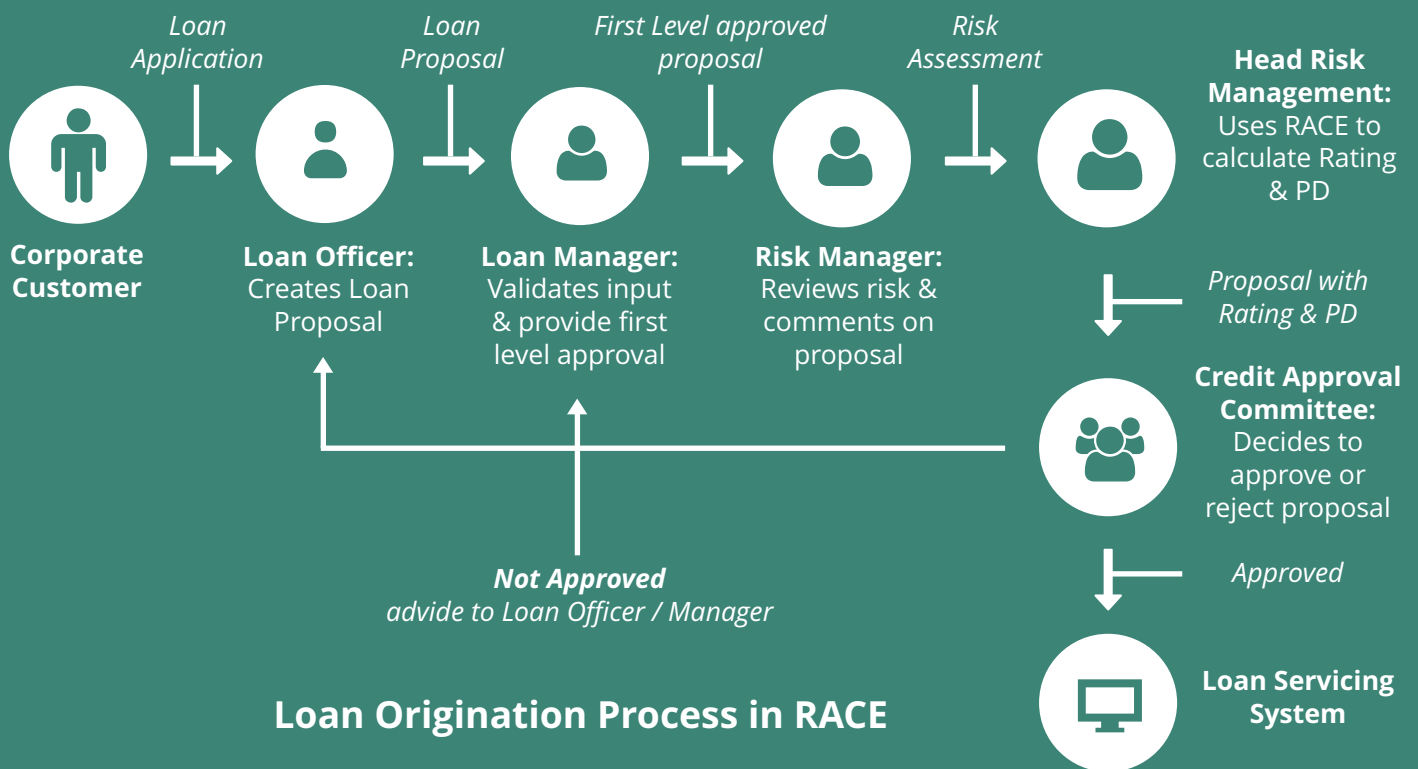 Loan
Application
Loan
Proposal
First Level approved
proposal
Risk
Assessment
Corporate
Customer
Loan Officer:
Creates Loan
Proposal
Loan Manager:
Validates input
& provide first
level approval
Risk Manager:
Reviews risk &
comments on
proposal
Head Risk
Management:
Uses RACE to
calculate Rating
& PD
Proposal with
Rating & PD
Credit Approval
Committee:
Decides to
approve or
reject proposal
Not Approved
advide to Loan Officer / Manager
Approved
Loan Servicing
System
Loan Origination Process in RACE